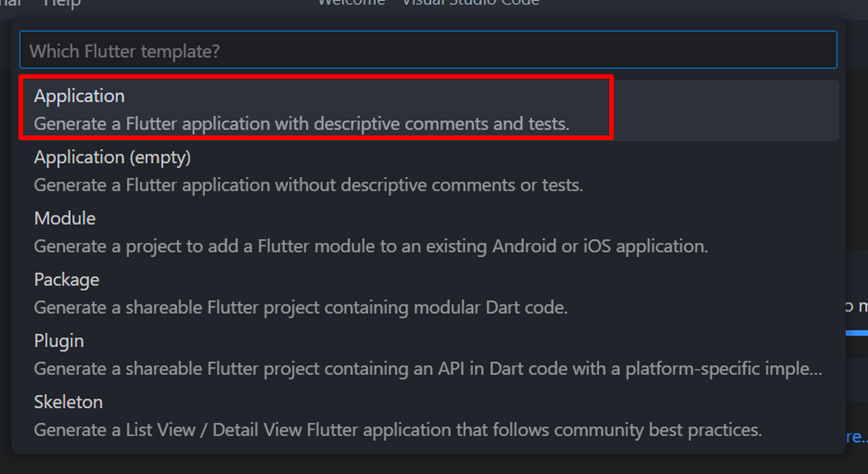 Help
Welcome Visual Studio Code
Which Flutter template?
Application
Generate a Flutter application with descriptive comments and tests.
Application (empty)
Generate a Flutter application without descriptive comments or tests.
Module
Generate a project to add a Flutter module to an existing Android or iOS application.
Package
Generate a shareable Flutter project containing modular Dart code.
Plugin
Generate a shareable Flutter project containing an API in Dart code with a platform-specific imple...
Skeleton
Generate a List View / Detail View Flutter application that follows community best practices.